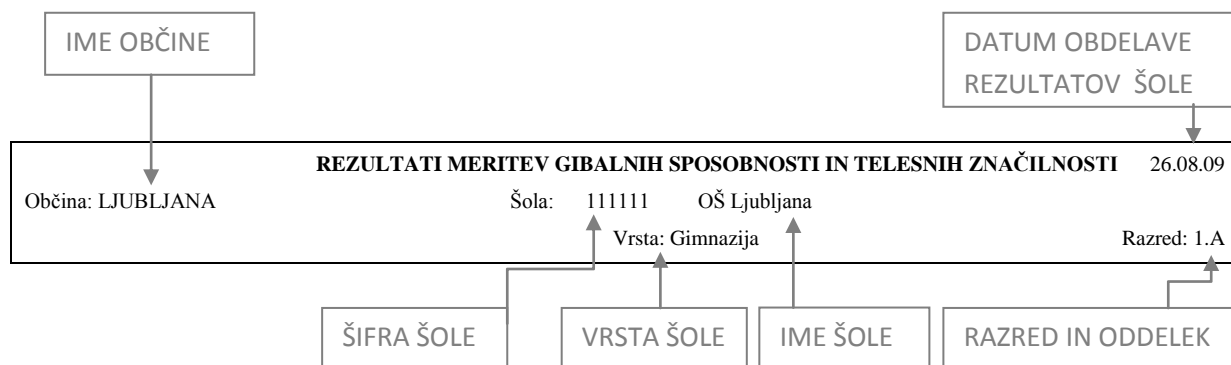 IME OBČINE
DATUM OBDELAVE
REZULTATOV ŠOLE
REZULTATI MERITEV GIBALNIH SPOSOBNOSTI IN TELESNIH ZNAČILNOSTI 26.08.09
Občina: LJUBLJANA Šola: 111111 OŠ Ljubljana
Vrsta: Gimnazija Razred: 1.A
ŠIFRA ŠOLE VRSTA ŠOLE IME ŠOLE RAZRED IN ODDELEK